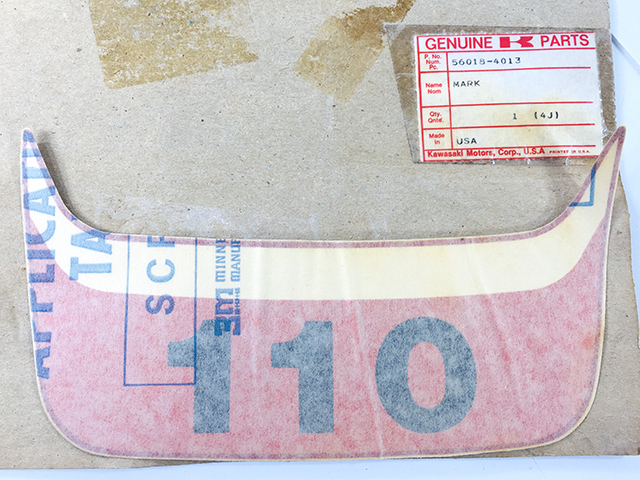 GENUINE K PARTS
P. No.
Num.
Pc.
56018-4013
Name
Nom
MARK
Qty.
Qnté.
1 (4J)
Made
In
USA
Kawasaki Motors, Corp., U.S.A PRINTED IN U.S.A.
TA
SCR
3M MINNE
MANUF
110